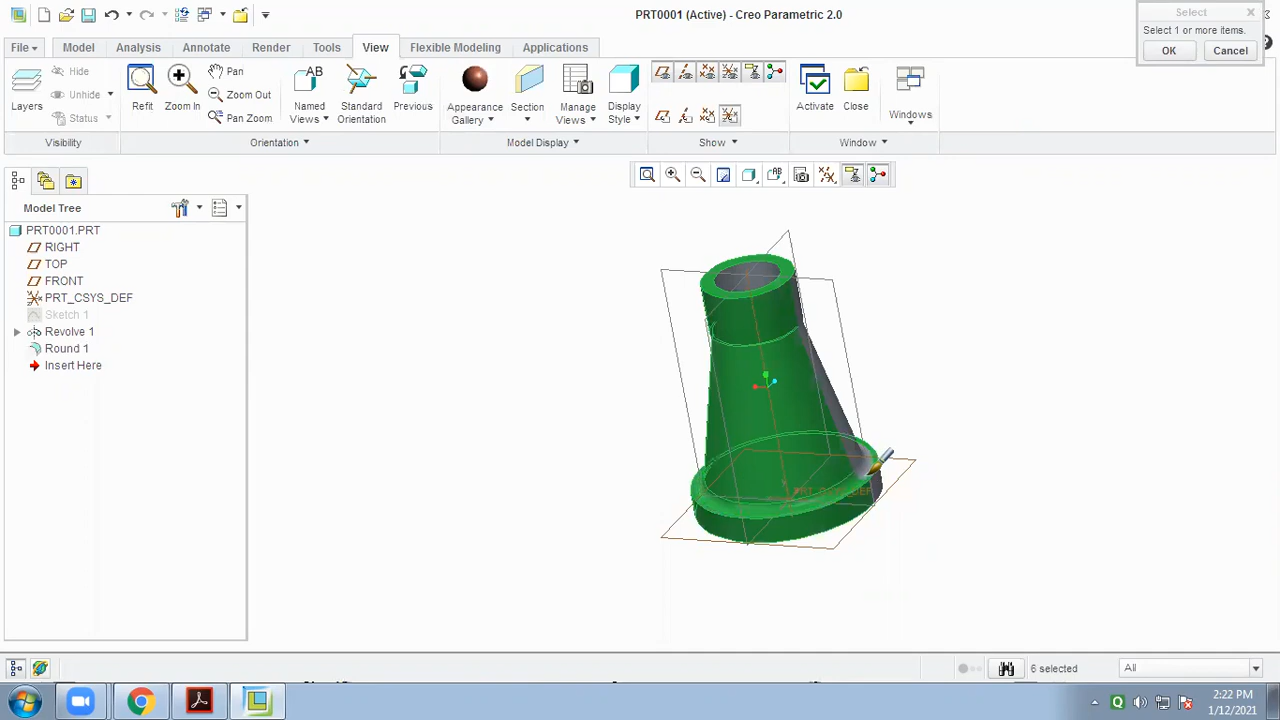 PRT0001 (Active) - Creo Parametric 2.0
Select
Select 1 or more items.
OK
Cancel
File
Model
Analysis
Annotate
Render
Tools
View
Flexible Modeling
Applications
Layers
Hide
Unhide
Status
Visibility
Refit
Zoom In
Pan
Zoom Out
Pan Zoom
Named Views
Standard Orientation
Previous
Orientation
Appearance Gallery
Section
Manage Views
Display Style
Model Display
Show
Activate
Close
Windows
Window
Model Tree
PRT0001.PRT
RIGHT
TOP
FRONT
PRT_CSYS_DEF
Sketch 1
Revolve 1
Round 1
Insert Here
PRT_CSYS_DEF
6 selected
All
2:22 PM
1/12/2021